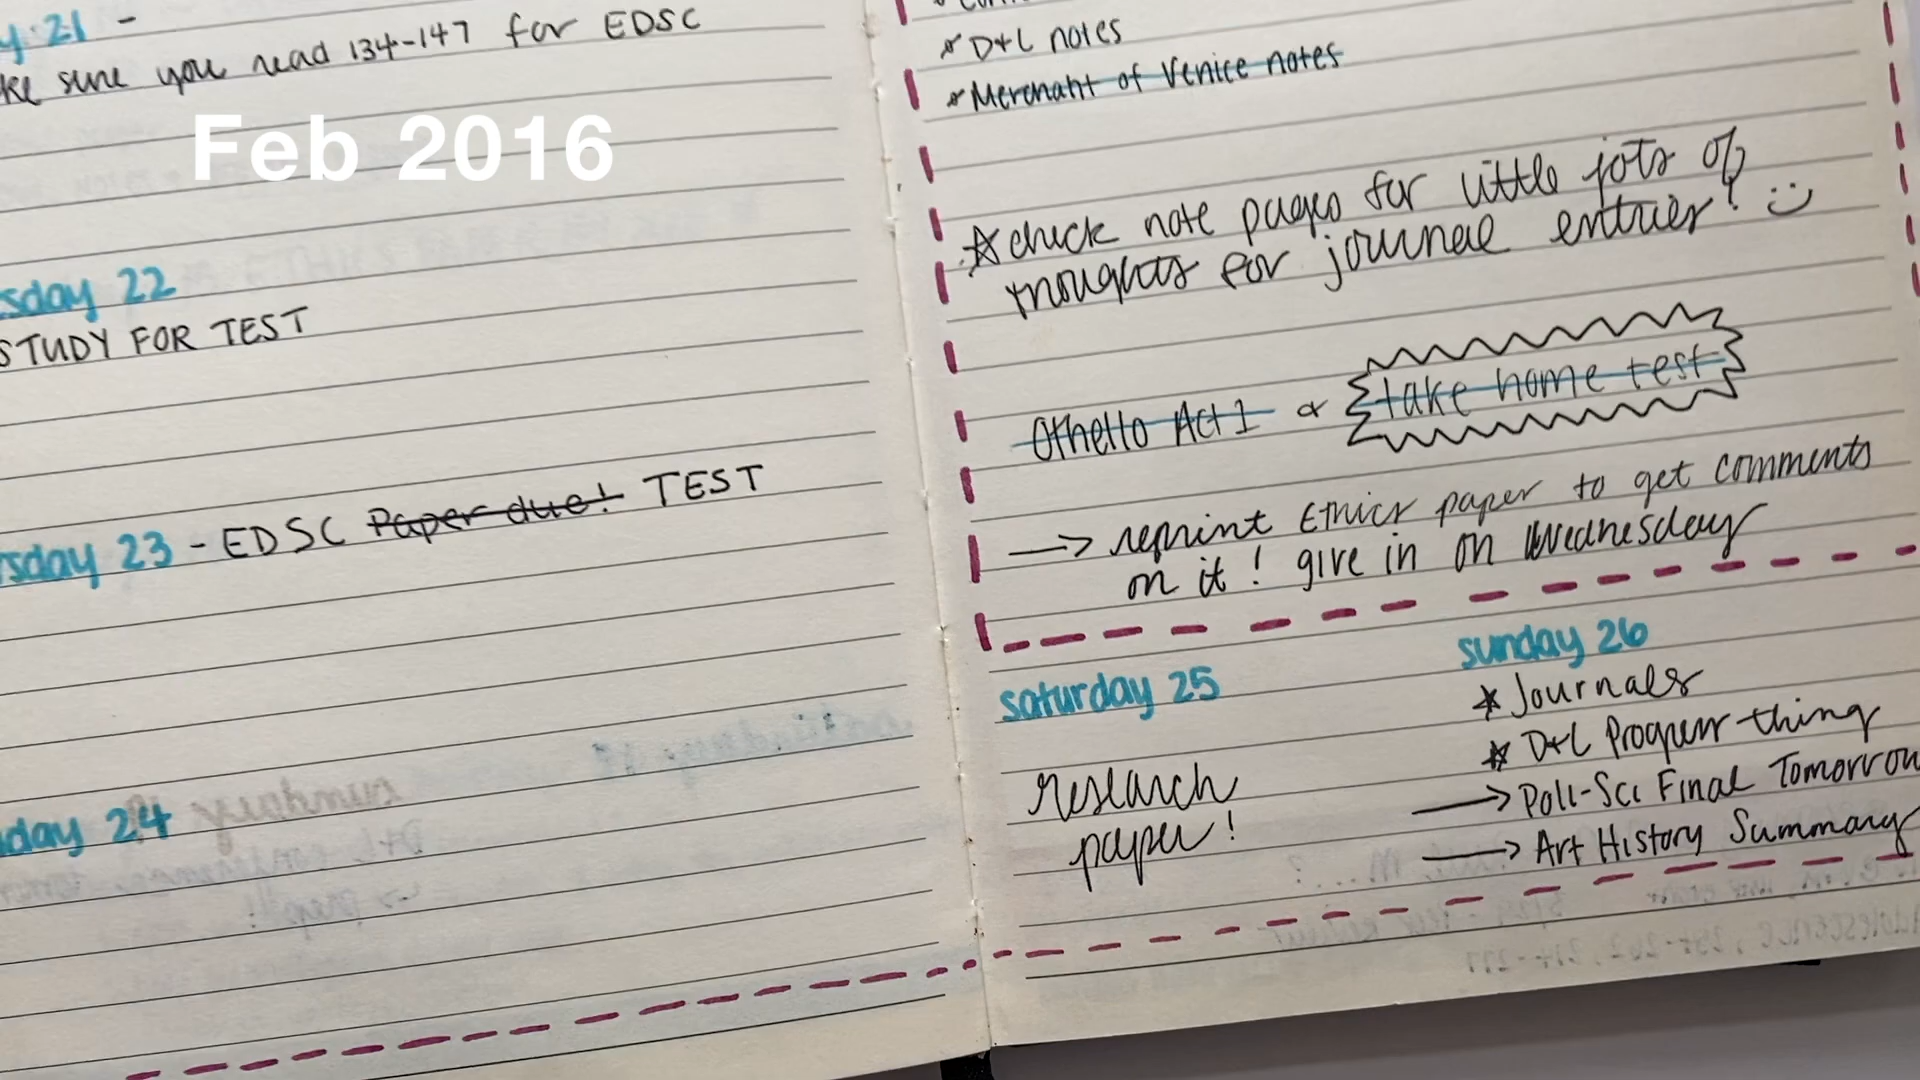 y 21 -
ke sure you read 134-147 for EDSC
Feb 2016
sday 22
STUDY FOR TEST
rsday 23 - EDSC Paper due! TEST
day 24
D+L notes
Merchant of Venice notes
check note pages for little jots of
thoughts for journal entries! :)
Othello Act 1 & take home test
→ reprint Ethics paper to get comments
on it! give in on Wednesday
saturday 25
research
paper!
sunday 26
Journals
D+L Progress thing
→ Poli-Sci Final Tomorrow
→ Art History Summary